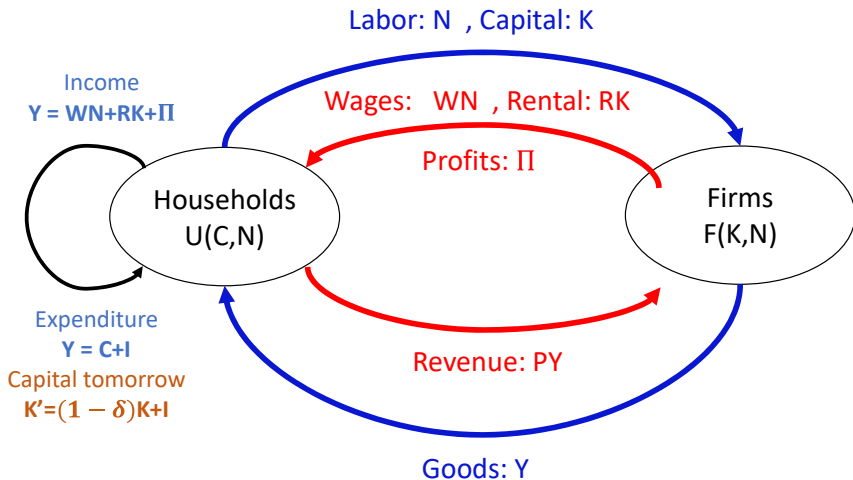 Labor: N , Capital: K
Income
Y = WN+RK+Π
Wages: WN , Rental: RK
Profits: Π
Households
U(C,N)
Firms
F(K,N)
Expenditure
Y = C+I
Capital tomorrow
K’=(1 − δ)K+I
Revenue: PY
Goods: Y